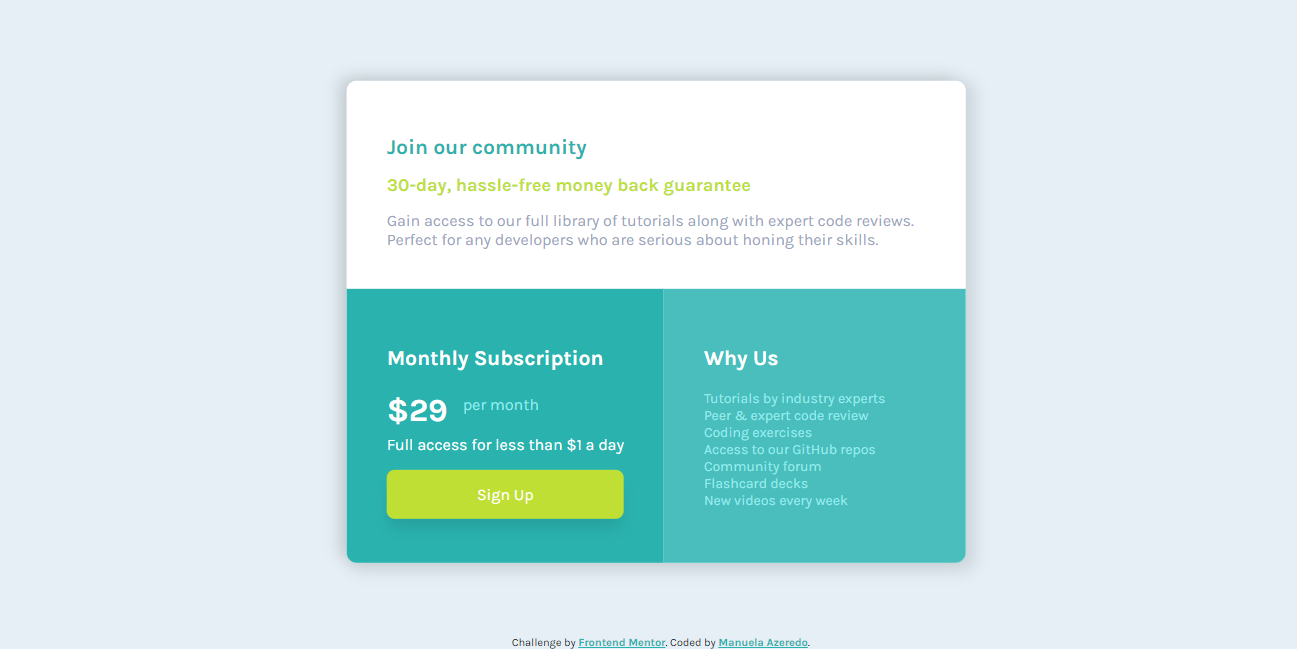 Join our community
30-day, hassle-free money back guarantee
Gain access to our full library of tutorials along with expert code reviews.
Perfect for any developers who are serious about honing their skills.
Monthly Subscription
$29 per month
Full access for less than $1 a day
Sign Up
Why Us
Tutorials by industry experts
Peer & expert code review
Coding exercises
Access to our GitHub repos
Community forum
Flashcard decks
New videos every week
Challenge by Frontend Mentor. Coded by Manuela Azeredo.